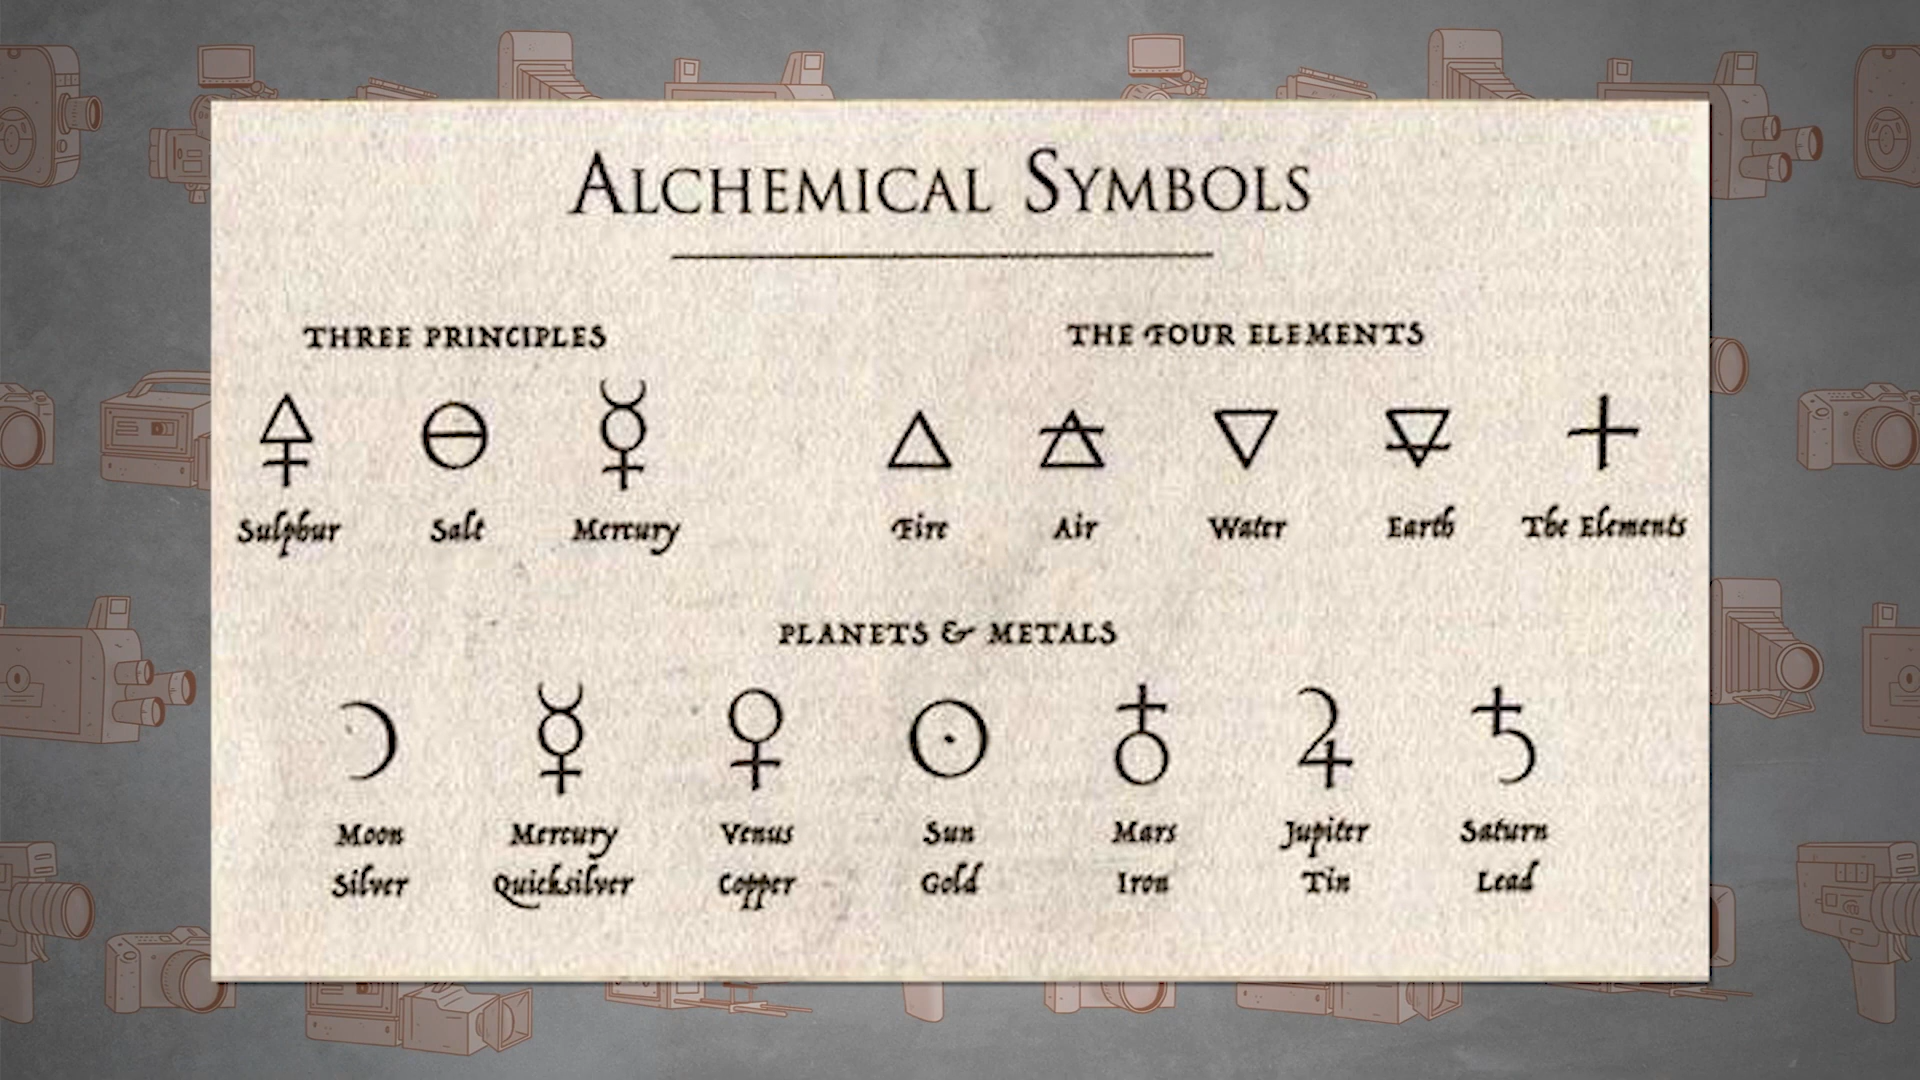 Alchemical Symbols
THREE PRINCIPLES
Sulphur Salt Mercury
THE FOUR ELEMENTS
Fire Air Water Earth The Elements
PLANETS & METALS
Moon Mercury Venus Sun Mars Jupiter Saturn
Silver Quicksilver Copper Gold Iron Tin Lead